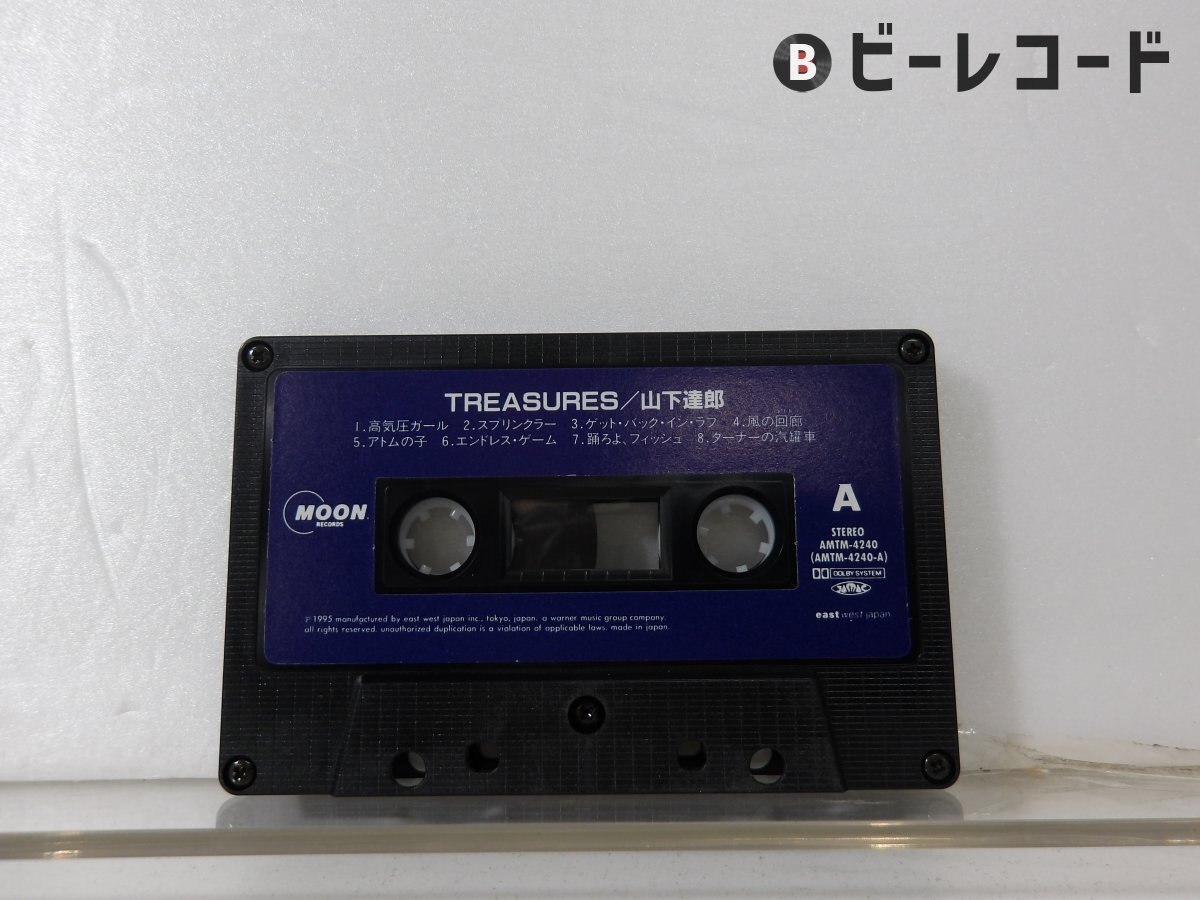 B ビーレコード
TREASURES／山下達郎
1.高気圧ガール 2.スプリンクラー 3.ゲット・バック・イン・ラブ 4.風の回廊
5.アトムの子 6.エンドレス・ゲーム 7.踊ろよ、フィッシュ 8.ターナーの汽罐車
MOON
RECORDS
A
STEREO
AMTM-4240
(AMTM-4240-A)
DOLBY SYSTEM
JASRAC
east west japan
℗1995 manufactured by east west japan inc., tokyo, japan. a warner music group company.
all rights reserved. unauthorized duplication is a violation of applicable laws. made in japan.